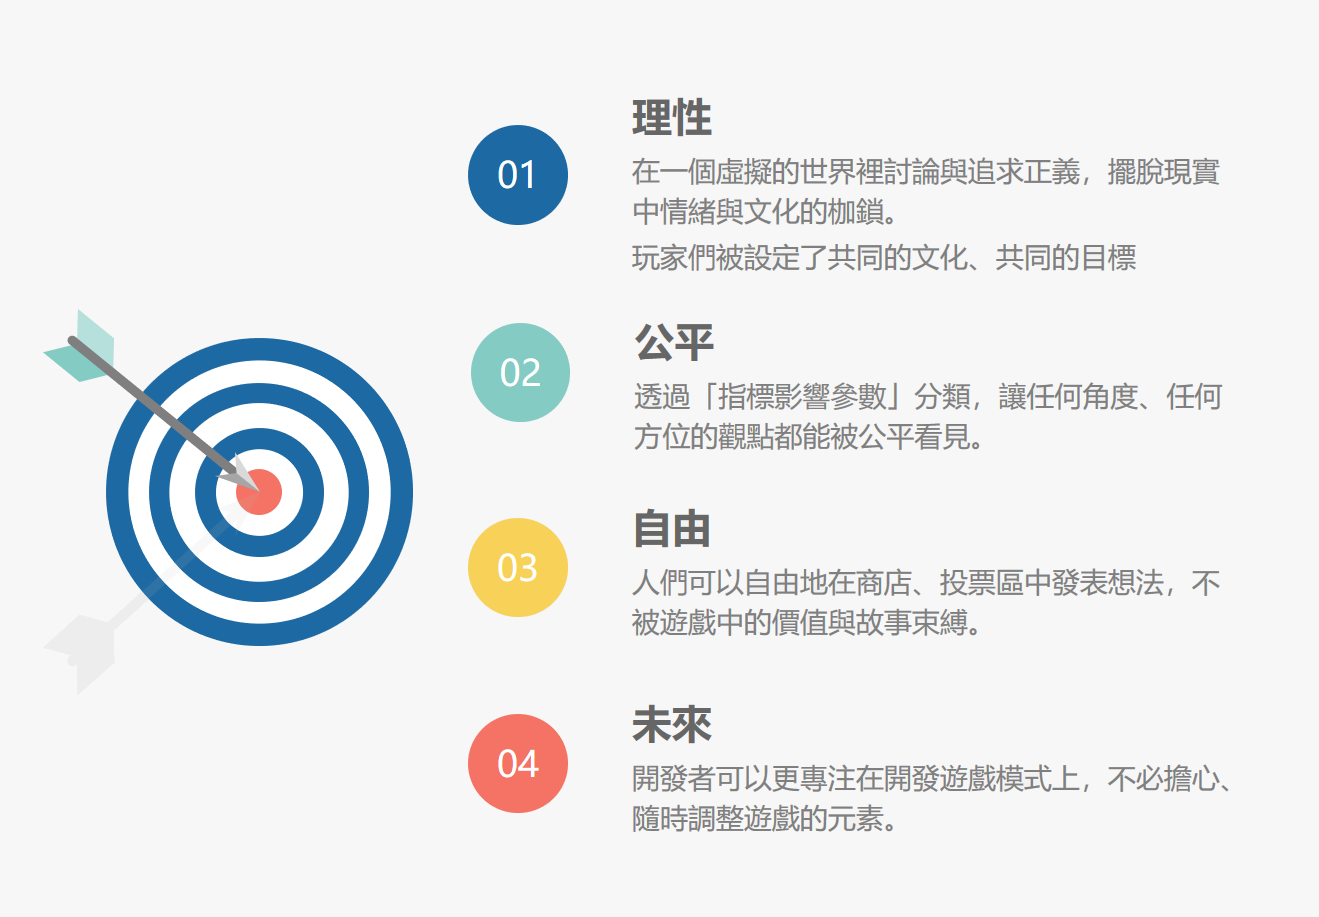 01
理性
在一個虛擬的世界裡討論與追求正義，擺脫現實
中情緒與文化的枷鎖。
玩家們被設定了共同的文化、共同的目標
02
公平
透過「指標影響參數」分類，讓任何角度、任何
方位的觀點都能被公平看見。
03
自由
人們可以自由地在商店、投票區中發表想法，不
被遊戲中的價值與故事束縛。
04
未來
開發者可以更專注在開發遊戲模式上，不必擔心、
隨時調整遊戲的元素。